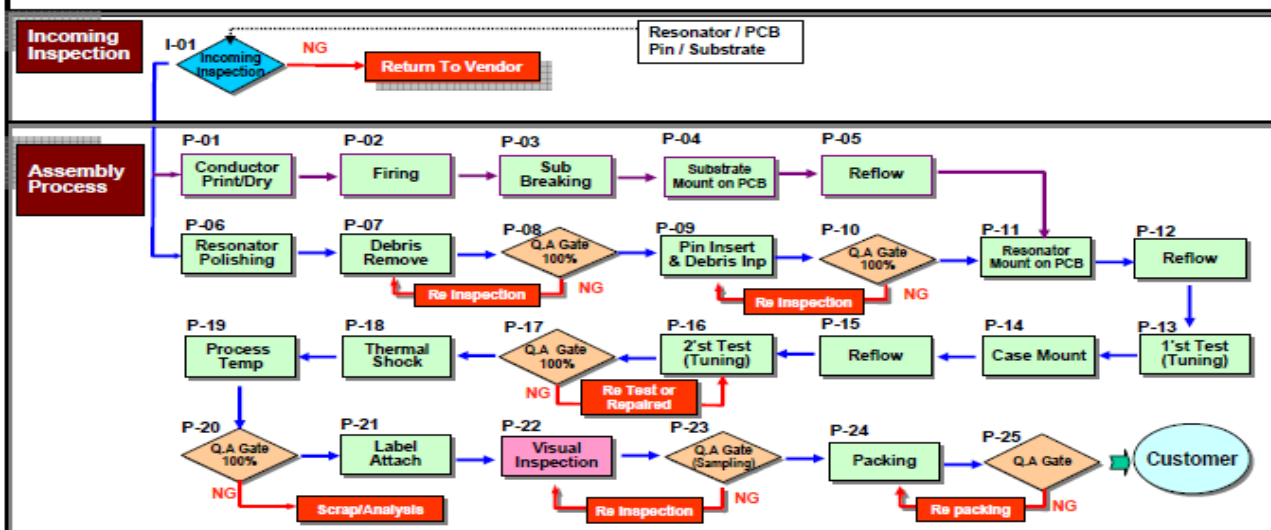 Incoming
Inspection
I-01
Incoming
Inspection
NG
Return To Vendor
Resonator / PCB
Pin / Substrate
Assembly
Process
P-01
Conductor
Print/Dry
P-02
Firing
P-03
Sub
Breaking
P-04
Substrate
Mount on PCB
P-05
Reflow
P-06
Resonator
Polishing
P-07
Debris
Remove
P-08
Q.A Gate
100%
NG
Re Inspection
P-09
Pin Insert
& Debris Inp
P-10
Q.A Gate
100%
NG
Re Inspection
P-11
Resonator
Mount on PCB
P-12
Reflow
P-19
Process
Temp
P-18
Thermal
Shock
P-17
Q.A Gate
100%
NG
Re Test or
Repaired
P-16
2'st Test
(Tuning)
P-15
Reflow
P-14
Case Mount
P-13
1'st Test
(Tuning)
P-20
Q.A Gate
100%
NG
Scrap/Analysis
P-21
Label
Attach
P-22
Visual
Inspection
P-23
Q.A Gate
(Sampling)
NG
Re Inspection
P-24
Packing
P-25
Q.A Gate
NG
Re packing
Customer